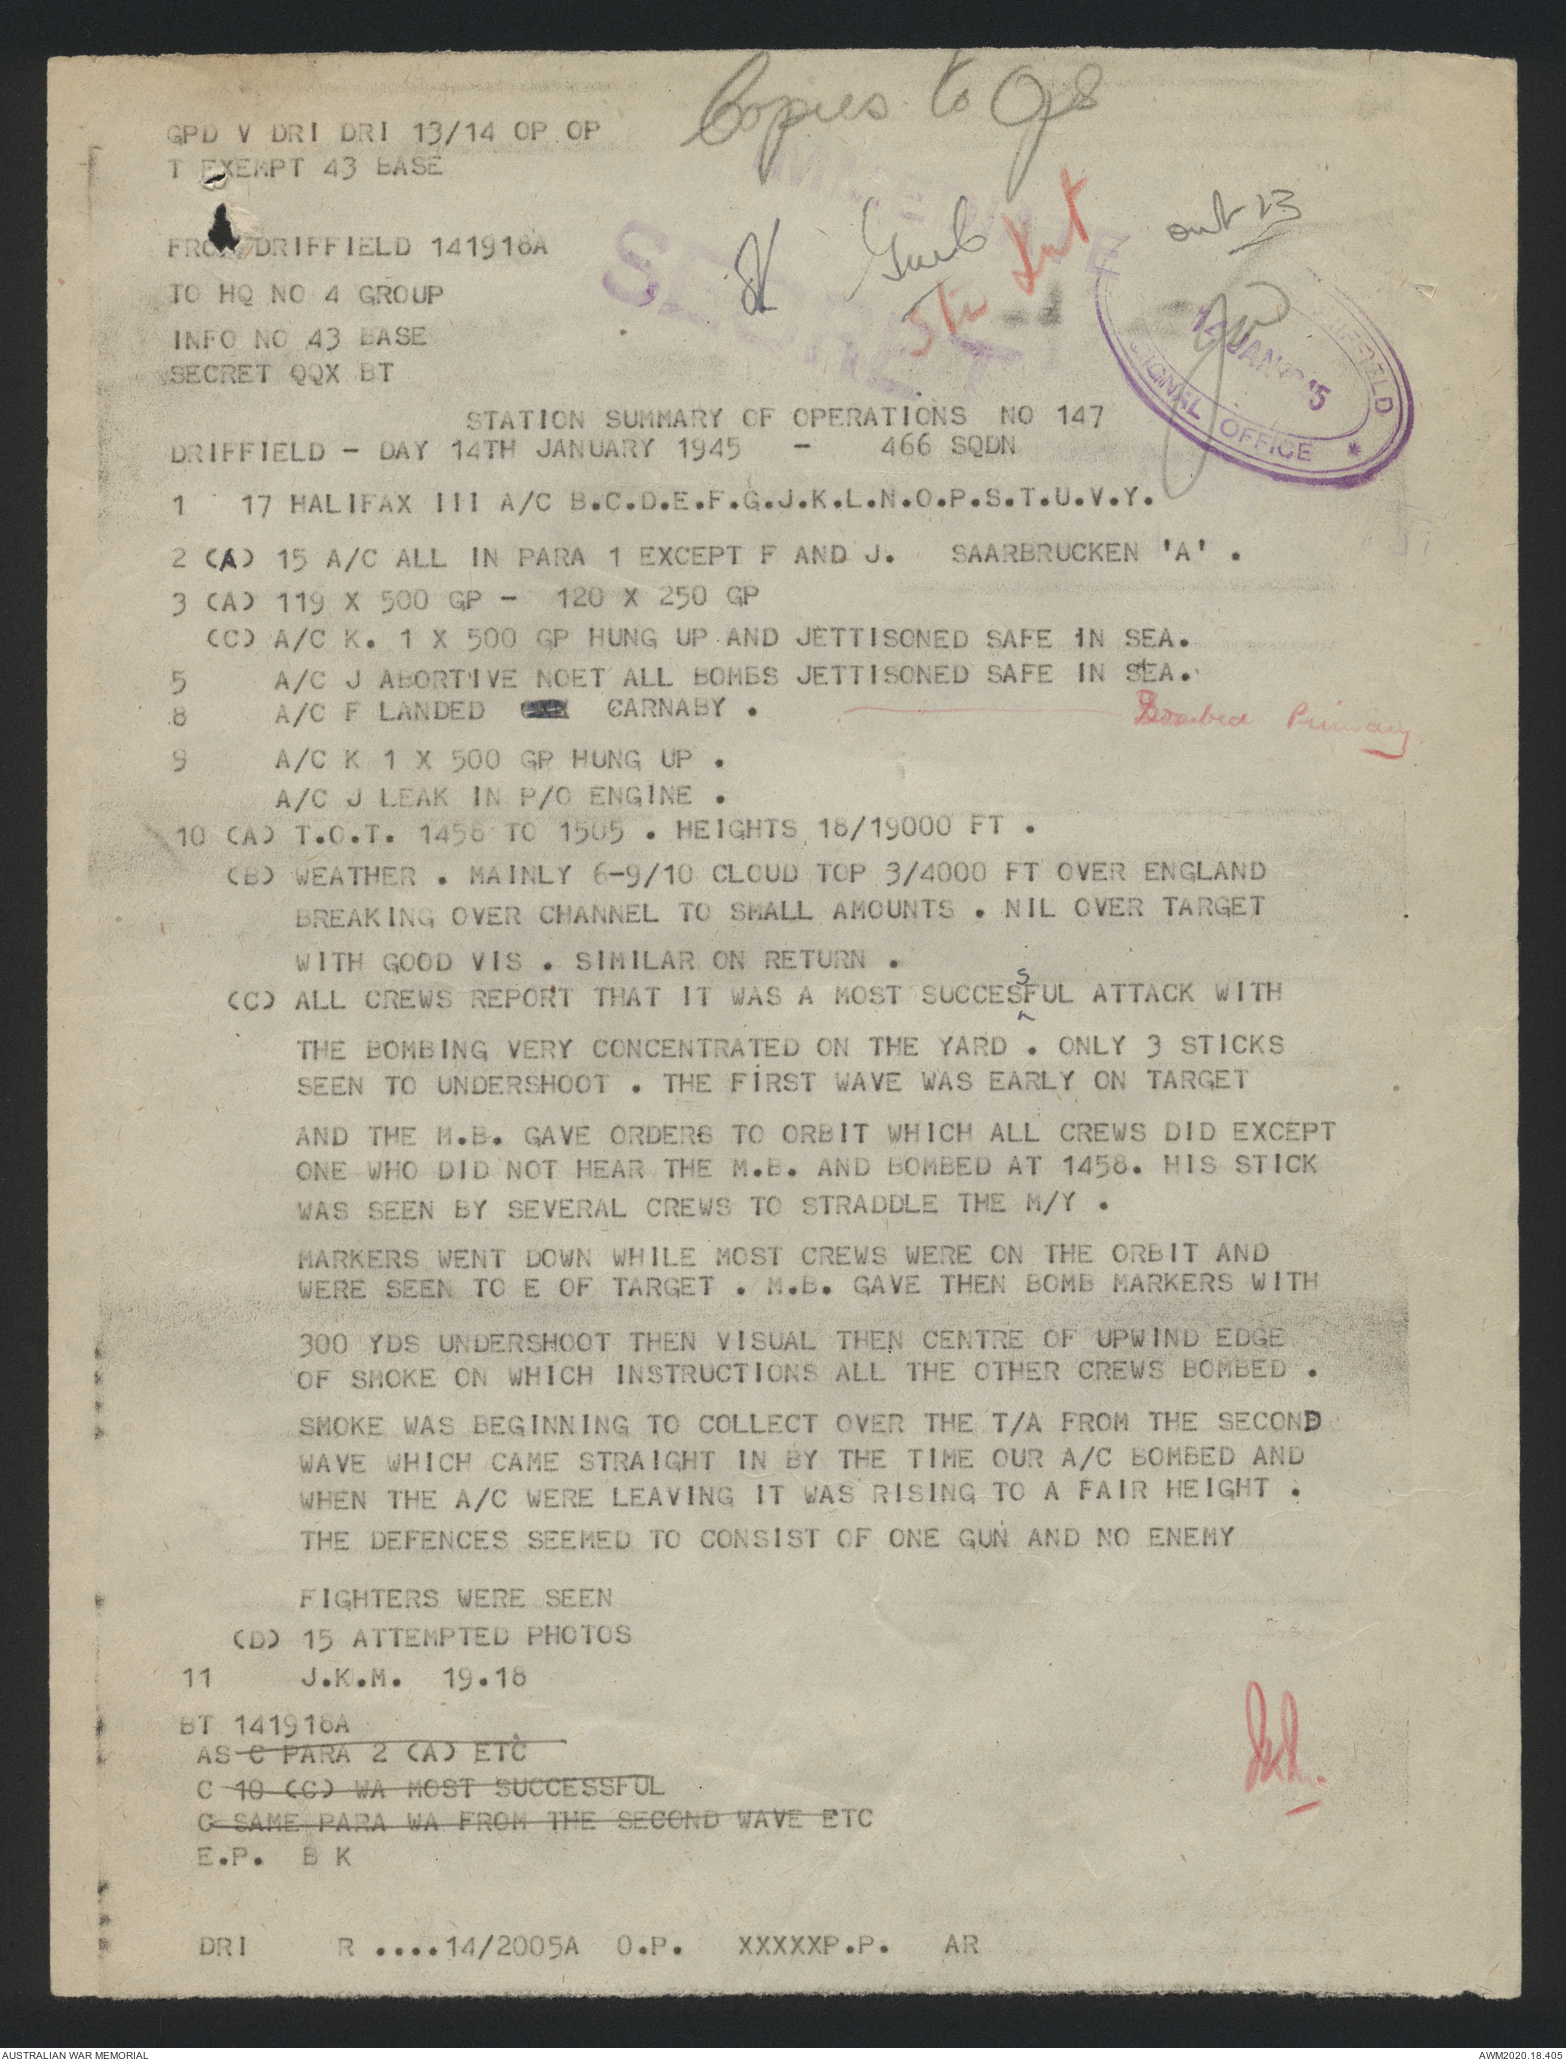 Copies to Ops
GPD V DRI DRI 13/14 OP OP
T EXEMPT 43 BASE
out 13
FROM DRIFFIELD 141918A
SECRET
TO HQ NO 4 GROUP
INFO NO 43 BASE
SECRET QQX BT
DRIFFIELD
14 JAN 1945
SIGNAL OFFICE *
STATION SUMMARY OF OPERATIONS NO 147
DRIFFIELD - DAY 14TH JANUARY 1945 - 466 SQDN
1 17 HALIFAX III A/C B.C.D.E.F.G.J.K.L.N.O.P.S.T.U.V.Y.
2 (A) 15 A/C ALL IN PARA 1 EXCEPT F AND J. SAARBRUCKEN 'A' .
3 (A) 119 X 500 GP - 120 X 250 GP
(C) A/C K. 1 X 500 GP HUNG UP AND JETTISONED SAFE IN SEA.
5 A/C J ABORTIVE NOET ALL BOMBS JETTISONED SAFE IN SEA.
8 A/C F LANDED CARNABY . Bombed Primary
9 A/C K 1 X 500 GP HUNG UP .
A/C J LEAK IN P/O ENGINE .
10 (A) T.O.T. 1458 TO 1505 . HEIGHTS 18/19000 FT .
(B) WEATHER . MAINLY 6-9/10 CLOUD TOP 3/4000 FT OVER ENGLAND
BREAKING OVER CHANNEL TO SMALL AMOUNTS . NIL OVER TARGET
WITH GOOD VIS . SIMILAR ON RETURN .
(C) ALL CREWS REPORT THAT IT WAS A MOST SUCCESSFUL ATTACK WITH
THE BOMBING VERY CONCENTRATED ON THE YARD . ONLY 3 STICKS
SEEN TO UNDERSHOOT . THE FIRST WAVE WAS EARLY ON TARGET
AND THE M.B. GAVE ORDERS TO ORBIT WHICH ALL CREWS DID EXCEPT
ONE WHO DID NOT HEAR THE M.B. AND BOMBED AT 1458. HIS STICK
WAS SEEN BY SEVERAL CREWS TO STRADDLE THE M/Y .
MARKERS WENT DOWN WHILE MOST CREWS WERE ON THE ORBIT AND
WERE SEEN TO E OF TARGET . M.B. GAVE THEN BOMB MARKERS WITH
300 YDS UNDERSHOOT THEN VISUAL THEN CENTRE OF UPWIND EDGE
OF SMOKE ON WHICH INSTRUCTIONS ALL THE OTHER CREWS BOMBED .
SMOKE WAS BEGINNING TO COLLECT OVER THE T/A FROM THE SECOND
WAVE WHICH CAME STRAIGHT IN BY THE TIME OUR A/C BOMBED AND
WHEN THE A/C WERE LEAVING IT WAS RISING TO A FAIR HEIGHT .
THE DEFENCES SEEMED TO CONSIST OF ONE GUN AND NO ENEMY
FIGHTERS WERE SEEN
(D) 15 ATTEMPTED PHOTOS
11 J.K.M. 19.18
BT 141918A
AS C PARA 2 (A) ETC
C 10 (C) WA MOST SUCCESSFUL
C SAME PARA WA FROM THE SECOND WAVE ETC
E.P. B K
DRI R ....14/2005A O.P. XXXXXP.P. AR
AUSTRALIAN WAR MEMORIAL
AWM2020.18.405